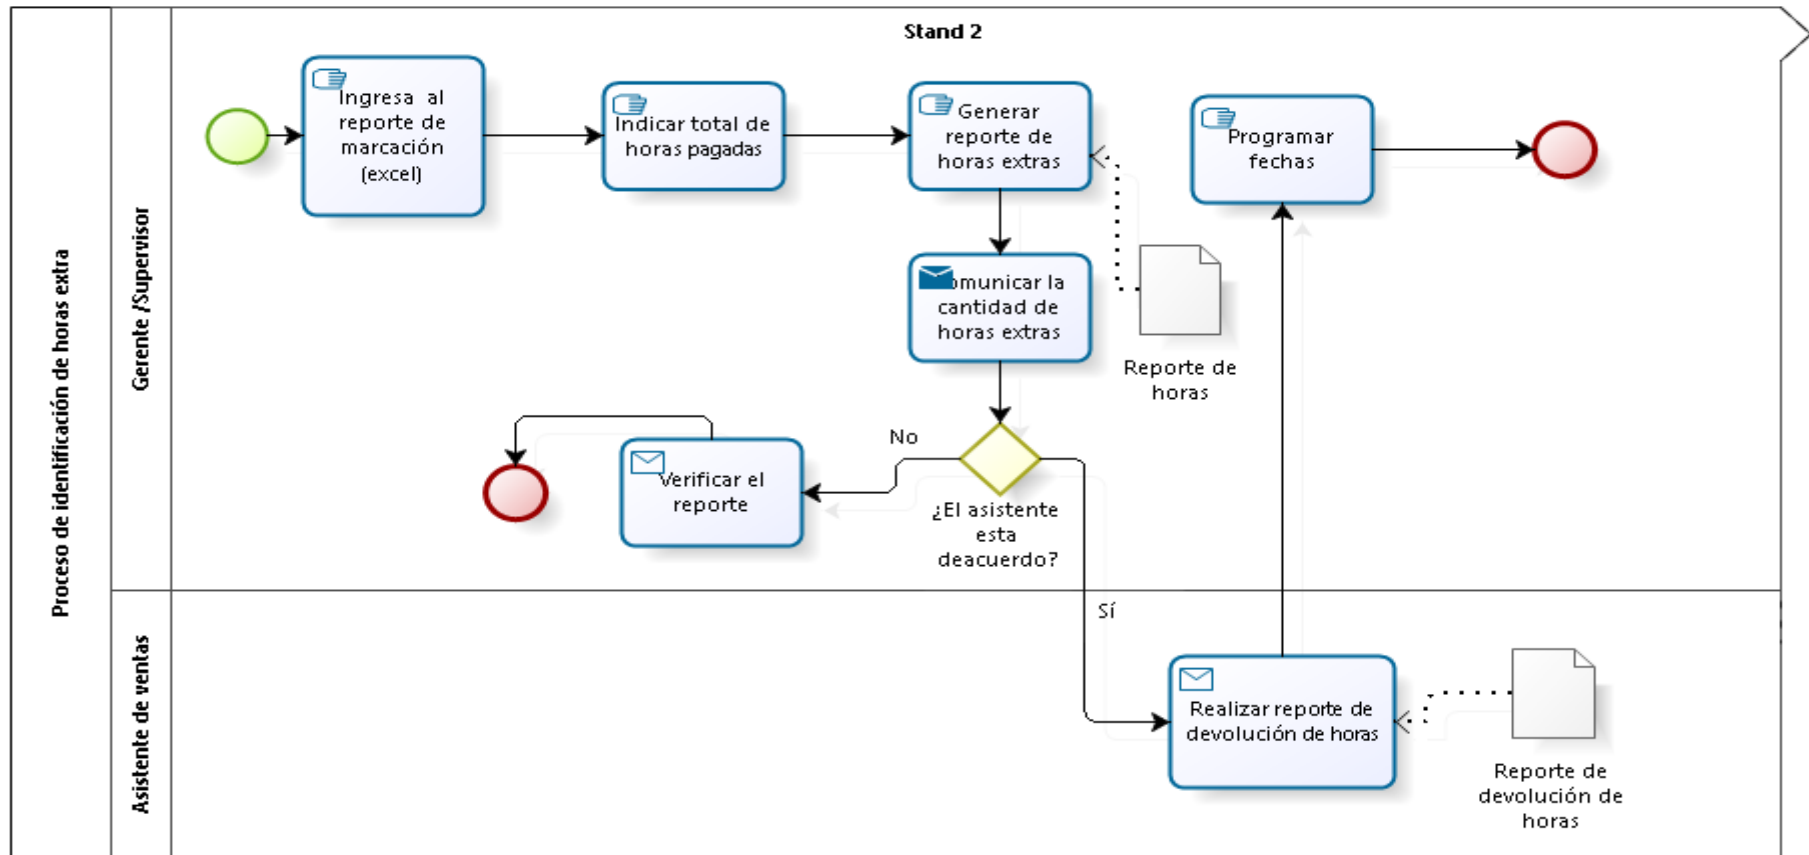 Stand 2
Proceso de identificación de horas extra
Gerente /Supervisor
Ingresa al
reporte de
marcación
(excel)
Indicar total de
horas pagadas
Generar
reporte de
horas extras
Programar
fechas
omunicar la
cantidad de
horas extras
Reporte de
horas
No
Verificar el
reporte
¿El asistente
esta
deacuerdo?
Sí
Asistente de ventas
Realizar reporte de
devolución de horas
Reporte de
devolución de
horas